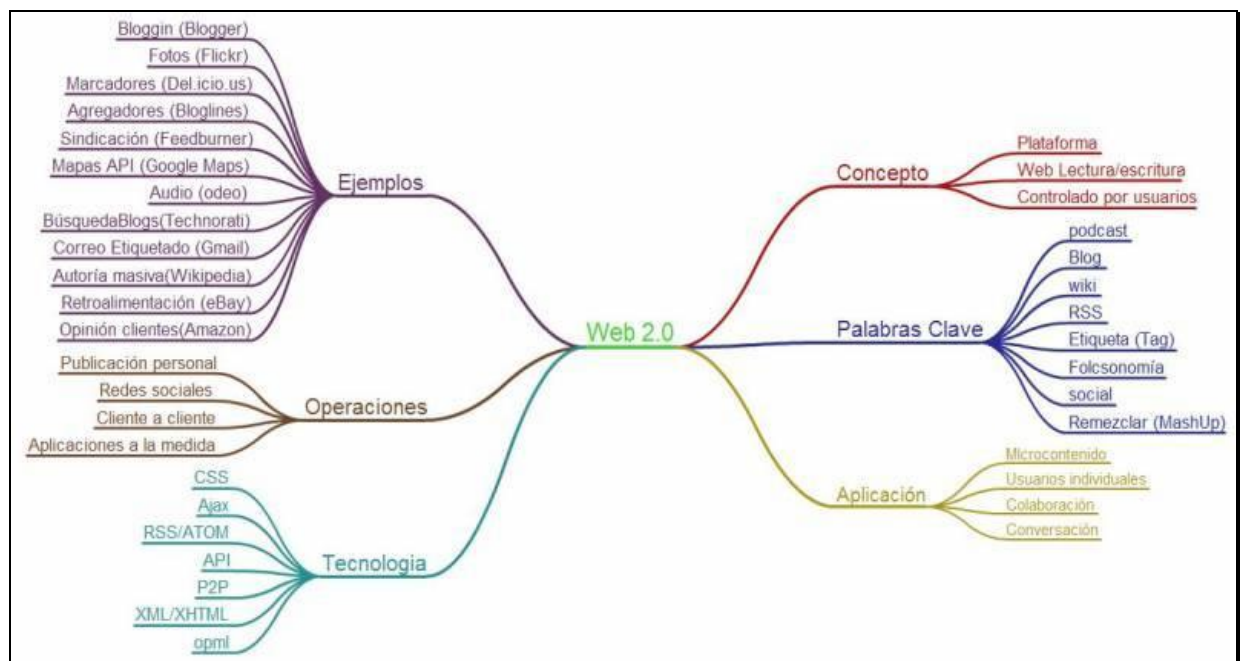 Bloggin (Blogger)
Fotos (Flickr)
Marcadores (Del.icio.us)
Agregadores (Bloglines)
Sindicación (Feedburner)
Mapas API (Google Maps)
Audio (odeo)
BúsquedaBlogs(Technorati)
Correo Etiquetado (Gmail)
Autoría masiva(Wikipedia)
Retroalimentación (eBay)
Opinión clientes(Amazon)
Ejemplos
Publicación personal
Redes sociales
Cliente a cliente
Aplicaciones a la medida
Operaciones
CSS
Ajax
RSS/ATOM
API
P2P
XML/XHTML
opml
Tecnologia
Web 2.0
Concepto
Plataforma
Web Lectura/escritura
Controlado por usuarios
Palabras Clave
podcast
Blog
wiki
RSS
Etiqueta (Tag)
Folcsonomía
social
Remezclar (MashUp)
Aplicación
Microcontenido
Usuarios individuales
Colaboración
Conversación